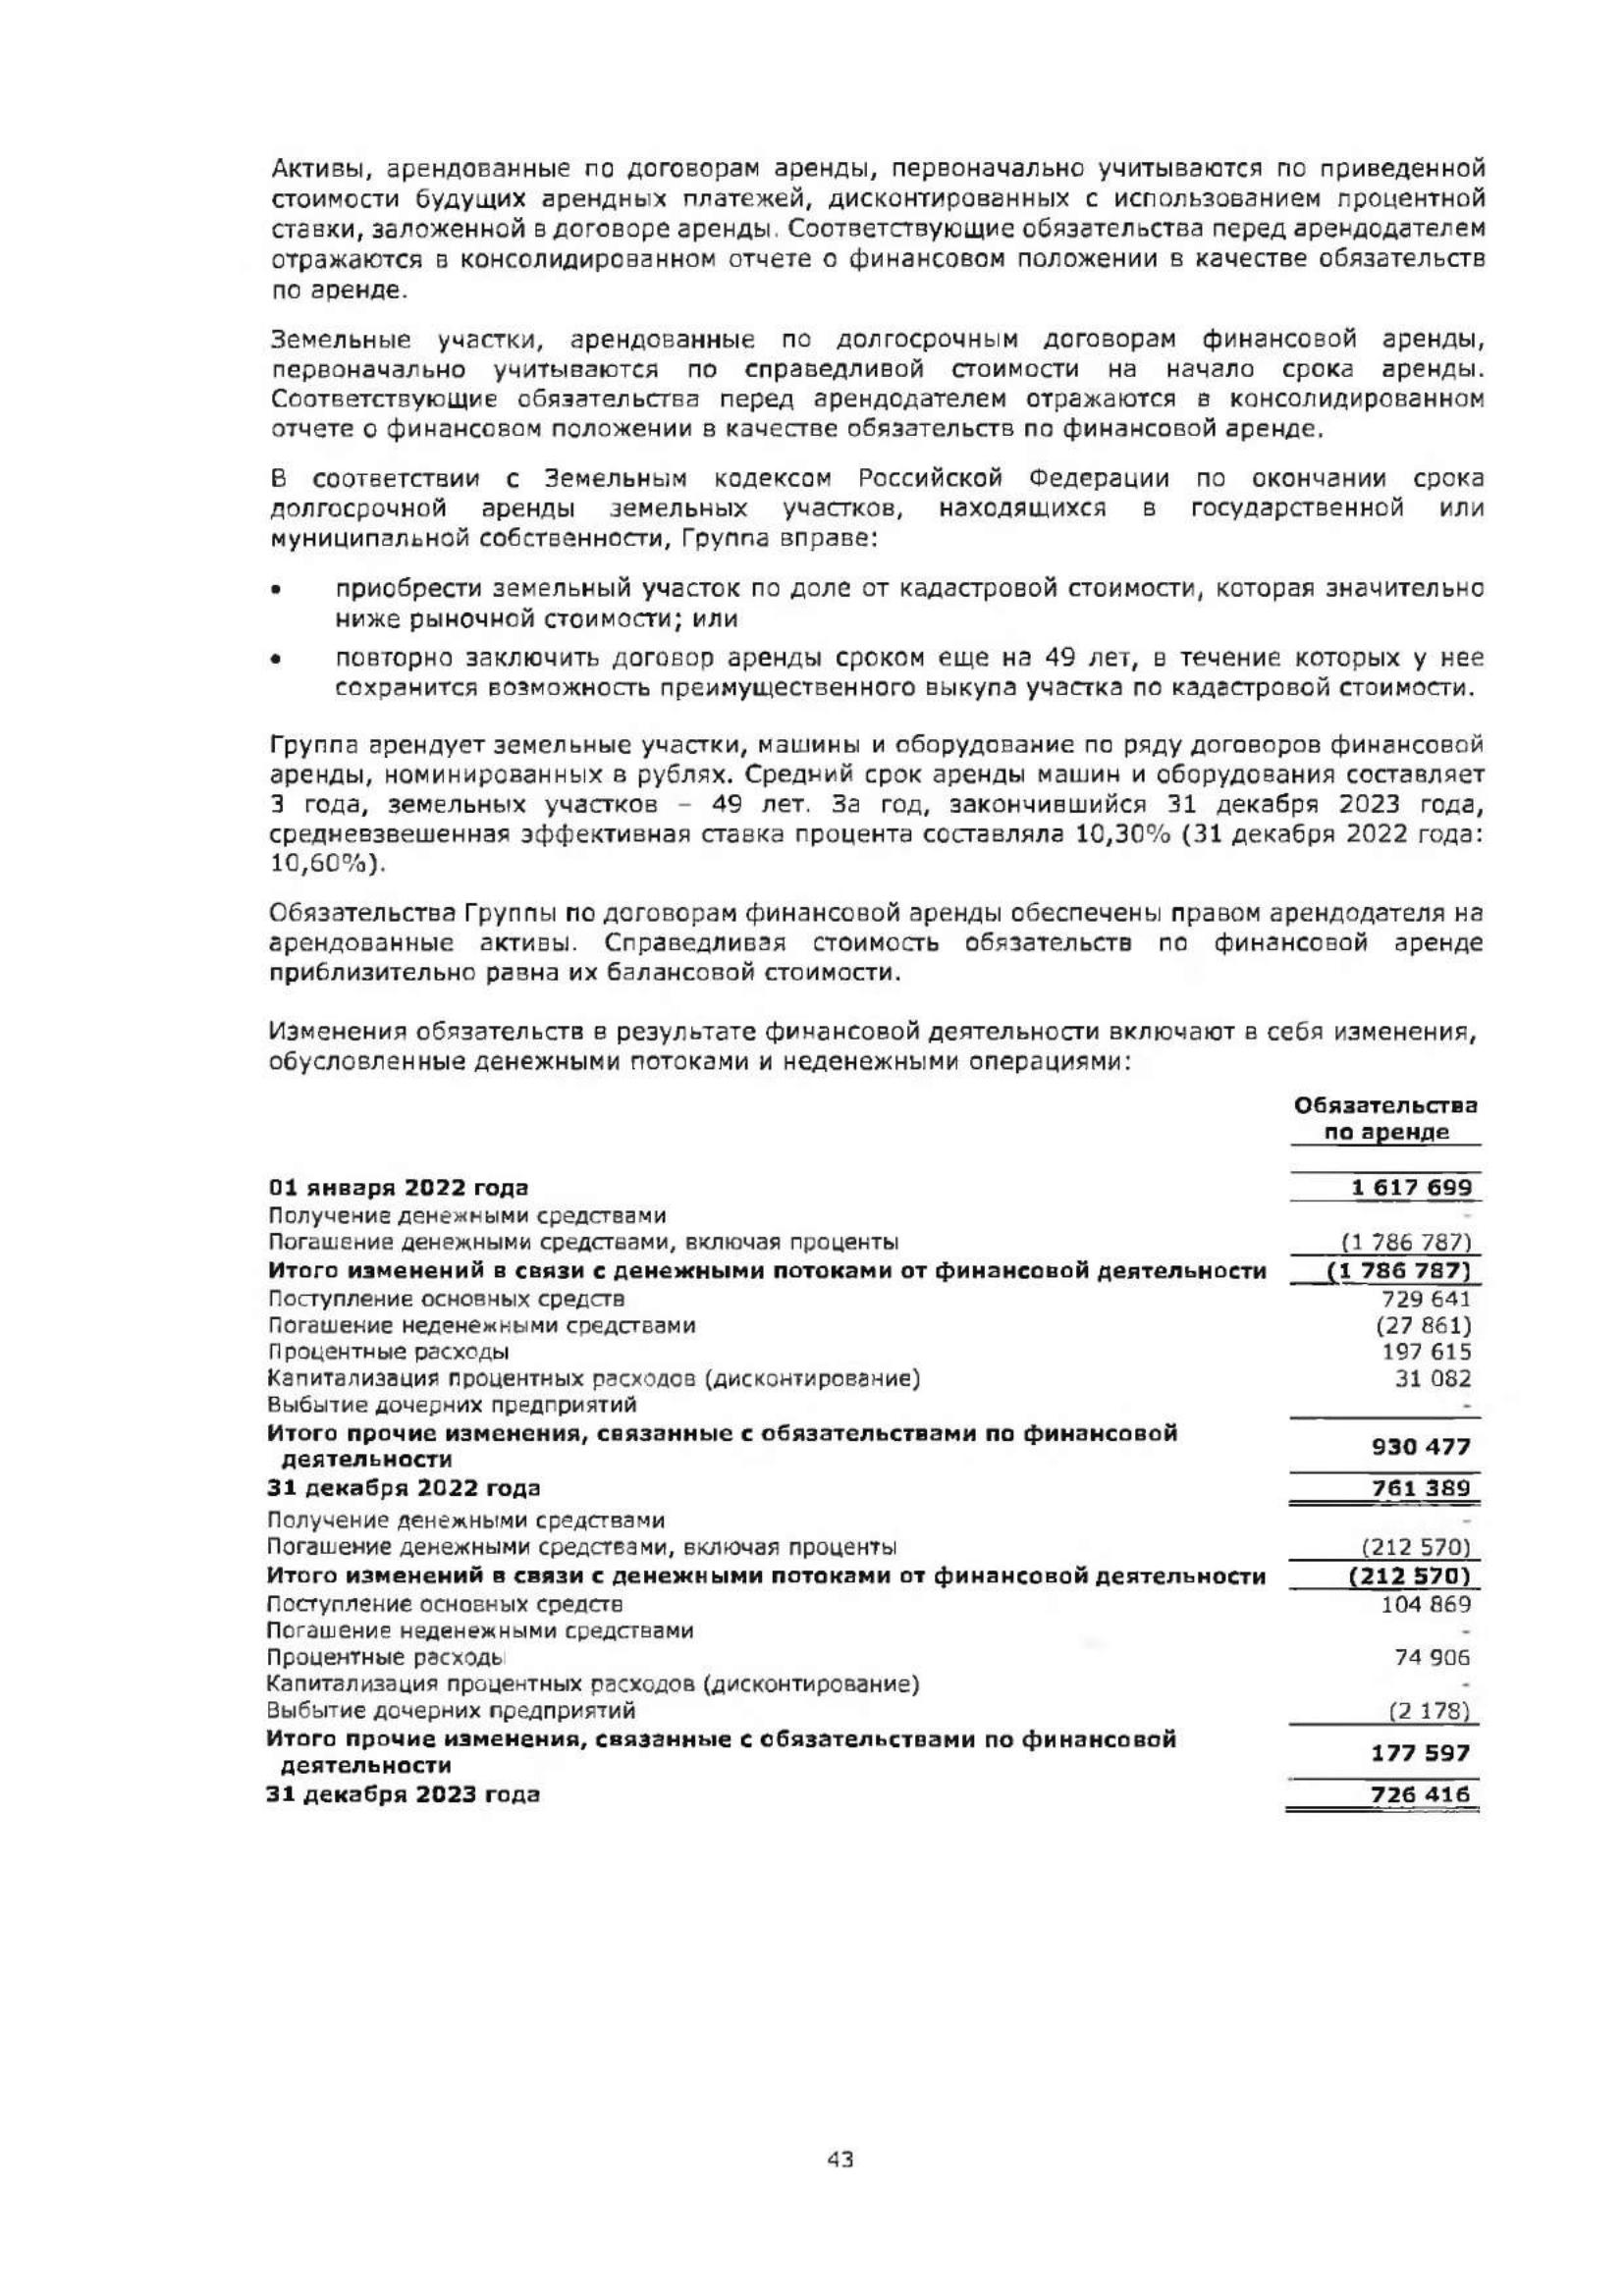 Активы, арендованные по договорам аренды, первоначально учитываются по приведенной
стоимости будущих арендных платежей, дисконтированных с использованием процентной
ставки, заложенной в договоре аренды. Соответствующие обязательства перед арендодателем
отражаются в консолидированном отчете о финансовом положении в качестве обязательств
по аренде.
Земельные участки, арендованные по долгосрочным договорам финансовой аренды,
первоначально учитываются по справедливой стоимости на начало срока аренды.
Соответствующие обязательства перед арендодателем отражаются в консолидированном
отчете о финансовом положении в качестве обязательств по финансовой аренде.
В соответствии с Земельным кодексом Российской Федерации по окончании срока
долгосрочной аренды земельных участков, находящихся в государственной или
муниципальной собственности, Группа вправе:
• приобрести земельный участок по доле от кадастровой стоимости, которая значительно
ниже рыночной стоимости; или
• повторно заключить договор аренды сроком еще на 49 лет, в течение которых у нее
сохранится возможность преимущественного выкупа участка по кадастровой стоимости.
Группа арендует земельные участки, машины и оборудование по ряду договоров финансовой
аренды, номинированных в рублях. Средний срок аренды машин и оборудования составляет
3 года, земельных участков – 49 лет. За год, закончившийся 31 декабря 2023 года,
средневзвешенная эффективная ставка процента составляла 10,30% (31 декабря 2022 года:
10,60%).
Обязательства Группы по договорам финансовой аренды обеспечены правом арендодателя на
арендованные активы. Справедливая стоимость обязательств по финансовой аренде
приблизительно равна их балансовой стоимости.
Изменения обязательств в результате финансовой деятельности включают в себя изменения,
обусловленные денежными потоками и неденежными операциями:
Обязательства
по аренде
01 января 2022 года 1 617 699
Получение денежными средствами -
Погашение денежными средствами, включая проценты (1 786 787)
Итого изменений в связи с денежными потоками от финансовой деятельности (1 786 787)
Поступление основных средств 729 641
Погашение неденежными средствами (27 861)
Процентные расходы 197 615
Капитализация процентных расходов (дисконтирование) 31 082
Выбытие дочерних предприятий -
Итого прочие изменения, связанные с обязательствами по финансовой
деятельности 930 477
31 декабря 2022 года 761 389
Получение денежными средствами -
Погашение денежными средствами, включая проценты (212 570)
Итого изменений в связи с денежными потоками от финансовой деятельности (212 570)
Поступление основных средств 104 869
Погашение неденежными средствами -
Процентные расходы 74 906
Капитализация процентных расходов (дисконтирование) -
Выбытие дочерних предприятий (2 178)
Итого прочие изменения, связанные с обязательствами по финансовой
деятельности 177 597
31 декабря 2023 года 726 416
43